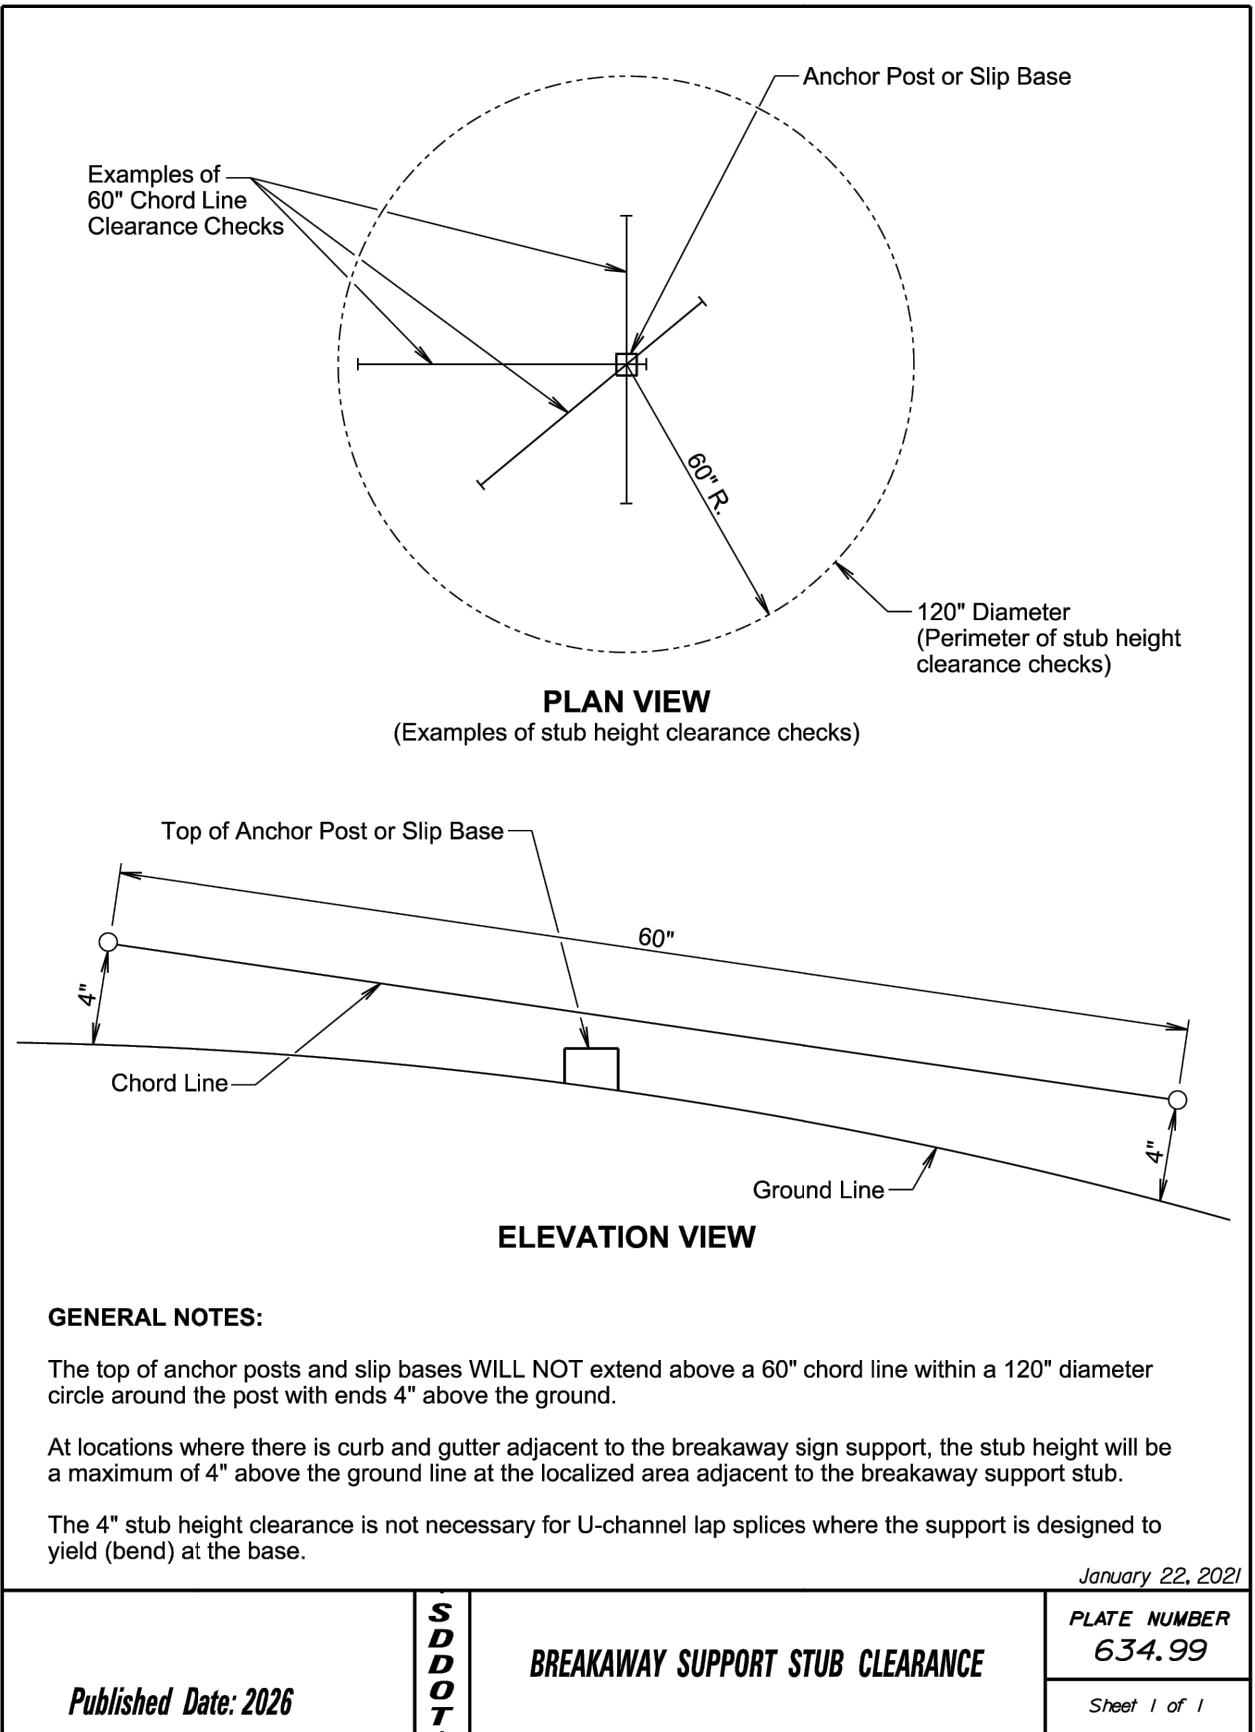 Anchor Post or Slip Base
Examples of
60" Chord Line
Clearance Checks
60" R.
120" Diameter
(Perimeter of stub height
clearance checks)
PLAN VIEW
(Examples of stub height clearance checks)
Top of Anchor Post or Slip Base
60"
4"
Chord Line
4"
Ground Line
ELEVATION VIEW
GENERAL NOTES:
The top of anchor posts and slip bases WILL NOT extend above a 60" chord line within a 120" diameter
circle around the post with ends 4" above the ground.
At locations where there is curb and gutter adjacent to the breakaway sign support, the stub height will be
a maximum of 4" above the ground line at the localized area adjacent to the breakaway support stub.
The 4" stub height clearance is not necessary for U-channel lap splices where the support is designed to
yield (bend) at the base.
January 22, 2021
Published Date: 2026
SDDOT
BREAKAWAY SUPPORT STUB CLEARANCE
PLATE NUMBER
634.99
Sheet 1 of 1